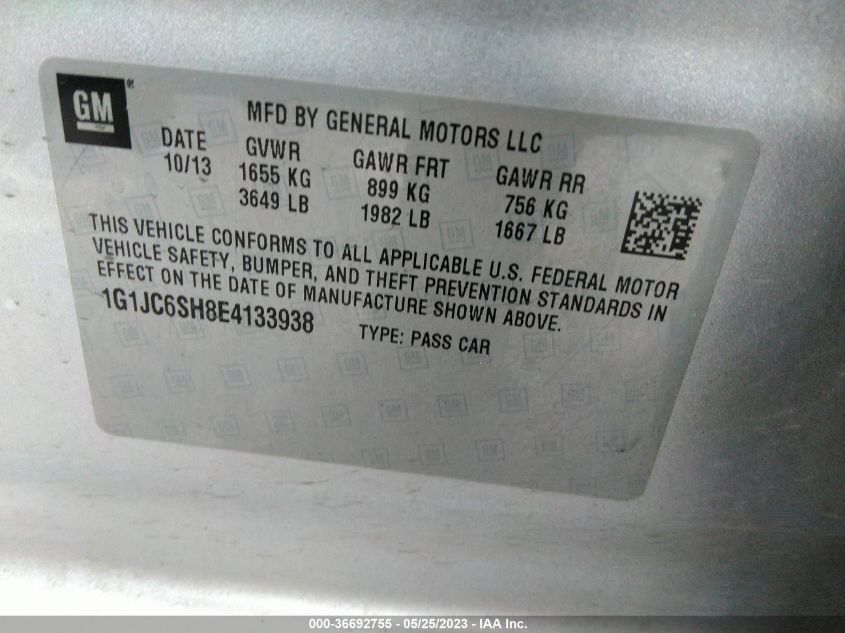 GM
MFD BY GENERAL MOTORS LLC
DATE GVWR GAWR FRT GAWR RR
10/13 1655 KG 899 KG 756 KG
3649 LB 1982 LB 1667 LB
THIS VEHICLE CONFORMS TO ALL APPLICABLE U.S. FEDERAL MOTOR
VEHICLE SAFETY, BUMPER, AND THEFT PREVENTION STANDARDS IN
EFFECT ON THE DATE OF MANUFACTURE SHOWN ABOVE.
1G1JC6SH8E4133938 TYPE: PASS CAR
000-36692755 - 05/25/2023 - IAA Inc.